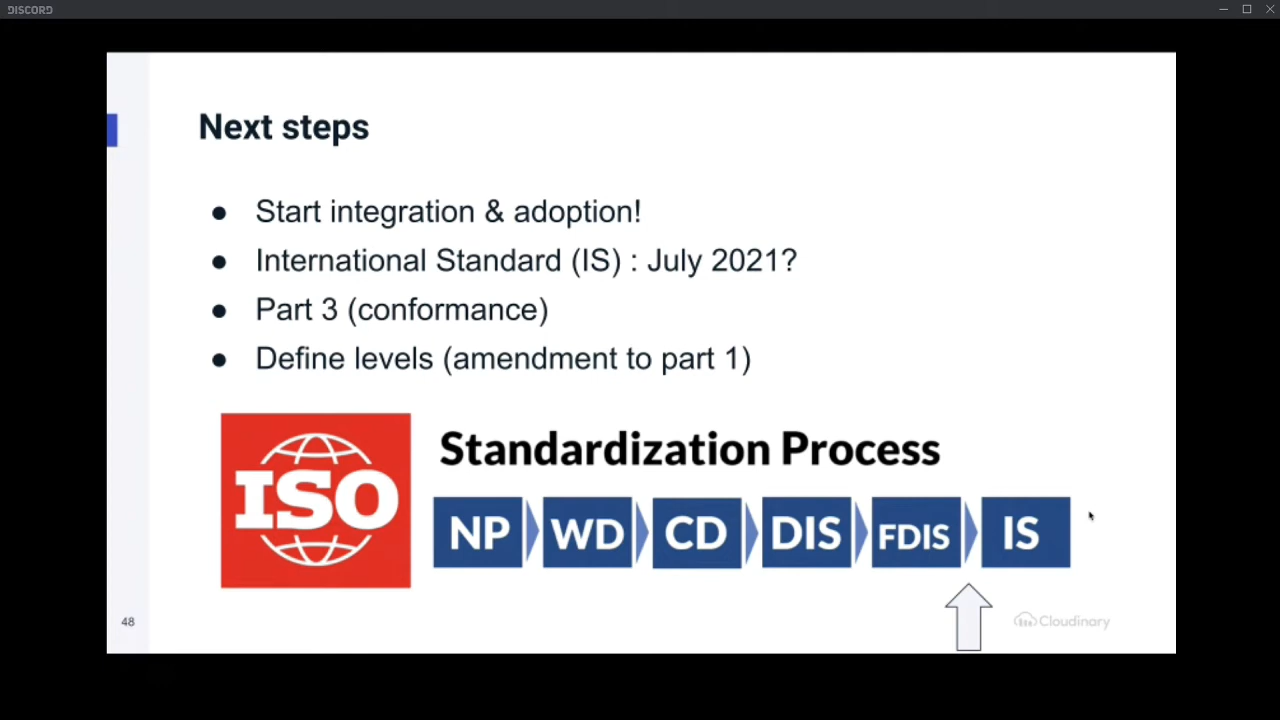 DISCORD
Next steps
● Start integration & adoption!
● International Standard (IS) : July 2021?
● Part 3 (conformance)
● Define levels (amendment to part 1)
ISO
Standardization Process
NP WD CD DIS FDIS IS
48
Cloudinary